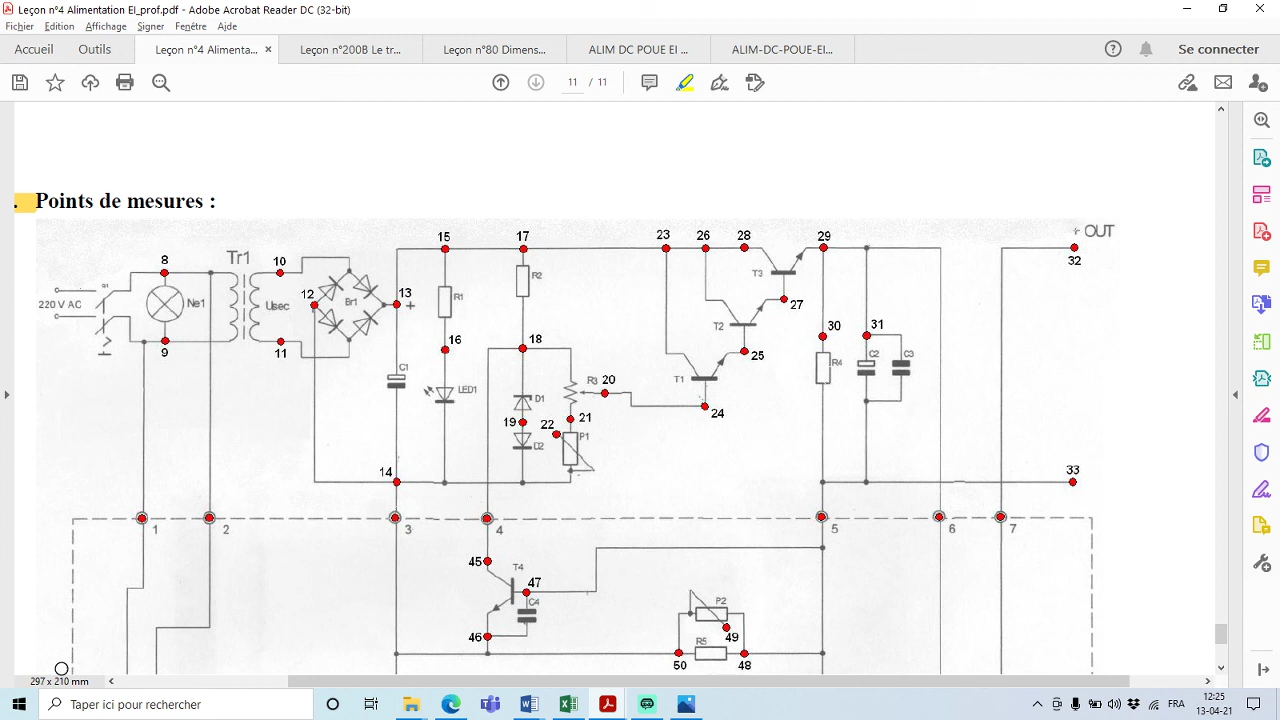 Leçon n°4 Alimentation EI_prof.pdf - Adobe Acrobat Reader DC (32-bit)
Fichier Edition Affichage Signer Fenêtre Aide
Accueil Outils Leçon n°4 Alimenta... × Leçon n°200B Le tr... Leçon n°80 Dimens... ALIM DC POUE EI ... ALIM-DC-POUE-EI... Se connecter
11 / 11
. Points de mesures :
15 17 23 26 28 29 + OUT
32
8 Tr1 10
T3
R2
220 V AC Ne1 Usec 12 Br1 13 + R1 27
T2
9 11 16 18 25 30 31
C1 R4 C2 C3
T1
LED1 R3 20
D1 24
19 22 21
D2 P1
14 33
1 2 3 4 5 6 7
45 T4
47
C4 P2
46 49
R5
50 48
297 x 210 mm
Taper ici pour rechercher
FRA
12:25
13-04-21